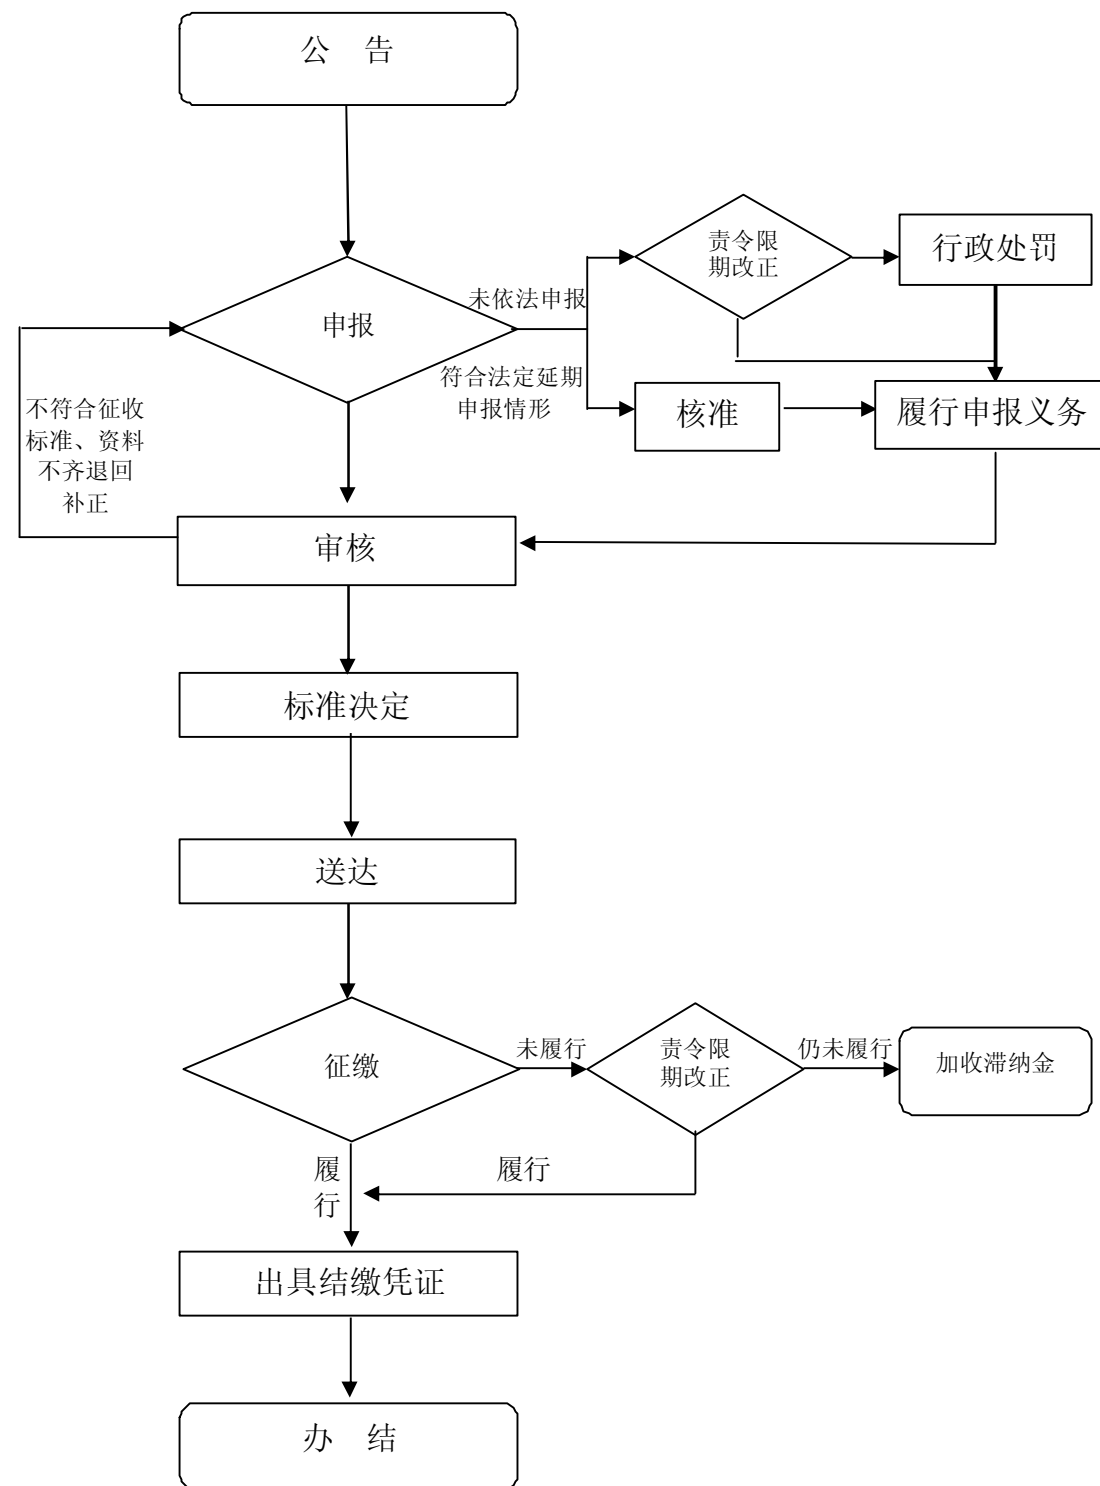 公 告
责令限
期改正
行政处罚
未依法申报
申报
符合法定延期
申报情形
核准
履行申报义务
不符合征收
标准、资料
不齐退回
补正
审核
标准决定
送达
征缴
未履行
责令限
期改正
仍未履行
加收滞纳金
履
行
履行
出具结缴凭证
办 结